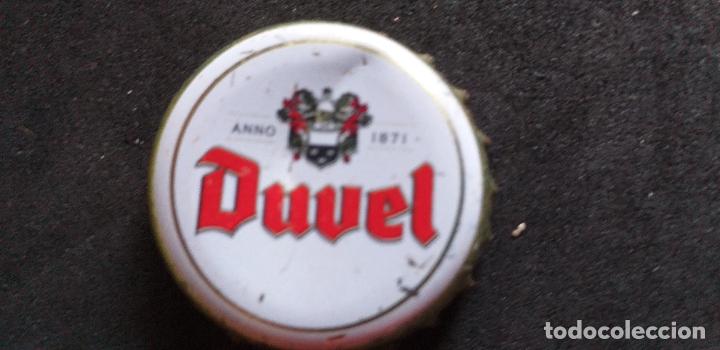 ANNO 1871
Duvel
todocoleccion